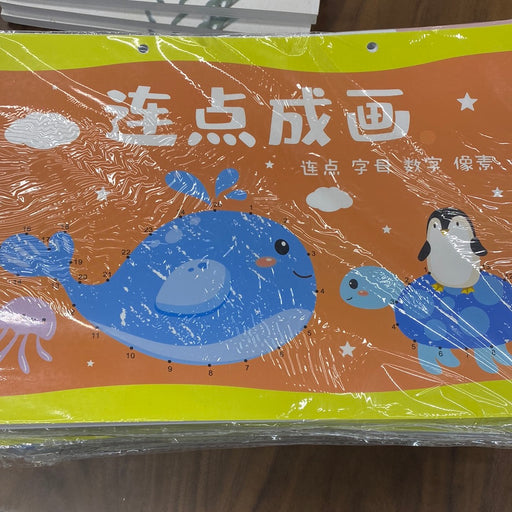 连点成画
连点 字母 数字 像素